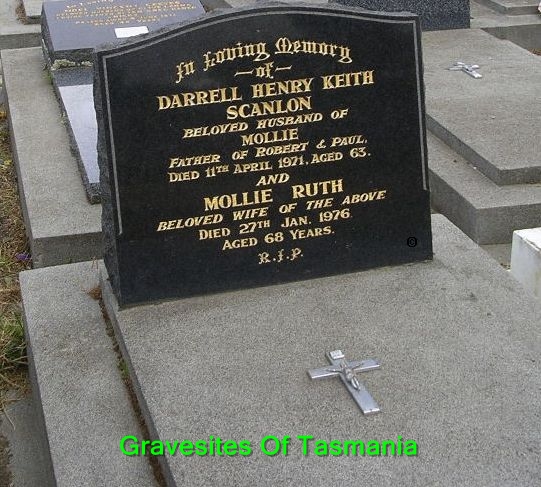 In Loving Memory
of
DARRELL HENRY KEITH
SCANLON
BELOVED HUSBAND OF
MOLLIE
FATHER OF ROBERT & PAUL,
DIED 11TH APRIL 1971, AGED 63.
AND
MOLLIE RUTH
BELOVED WIFE OF THE ABOVE
DIED 27TH JAN. 1976
AGED 68 YEARS.
R.I.P.
Gravesites Of Tasmania